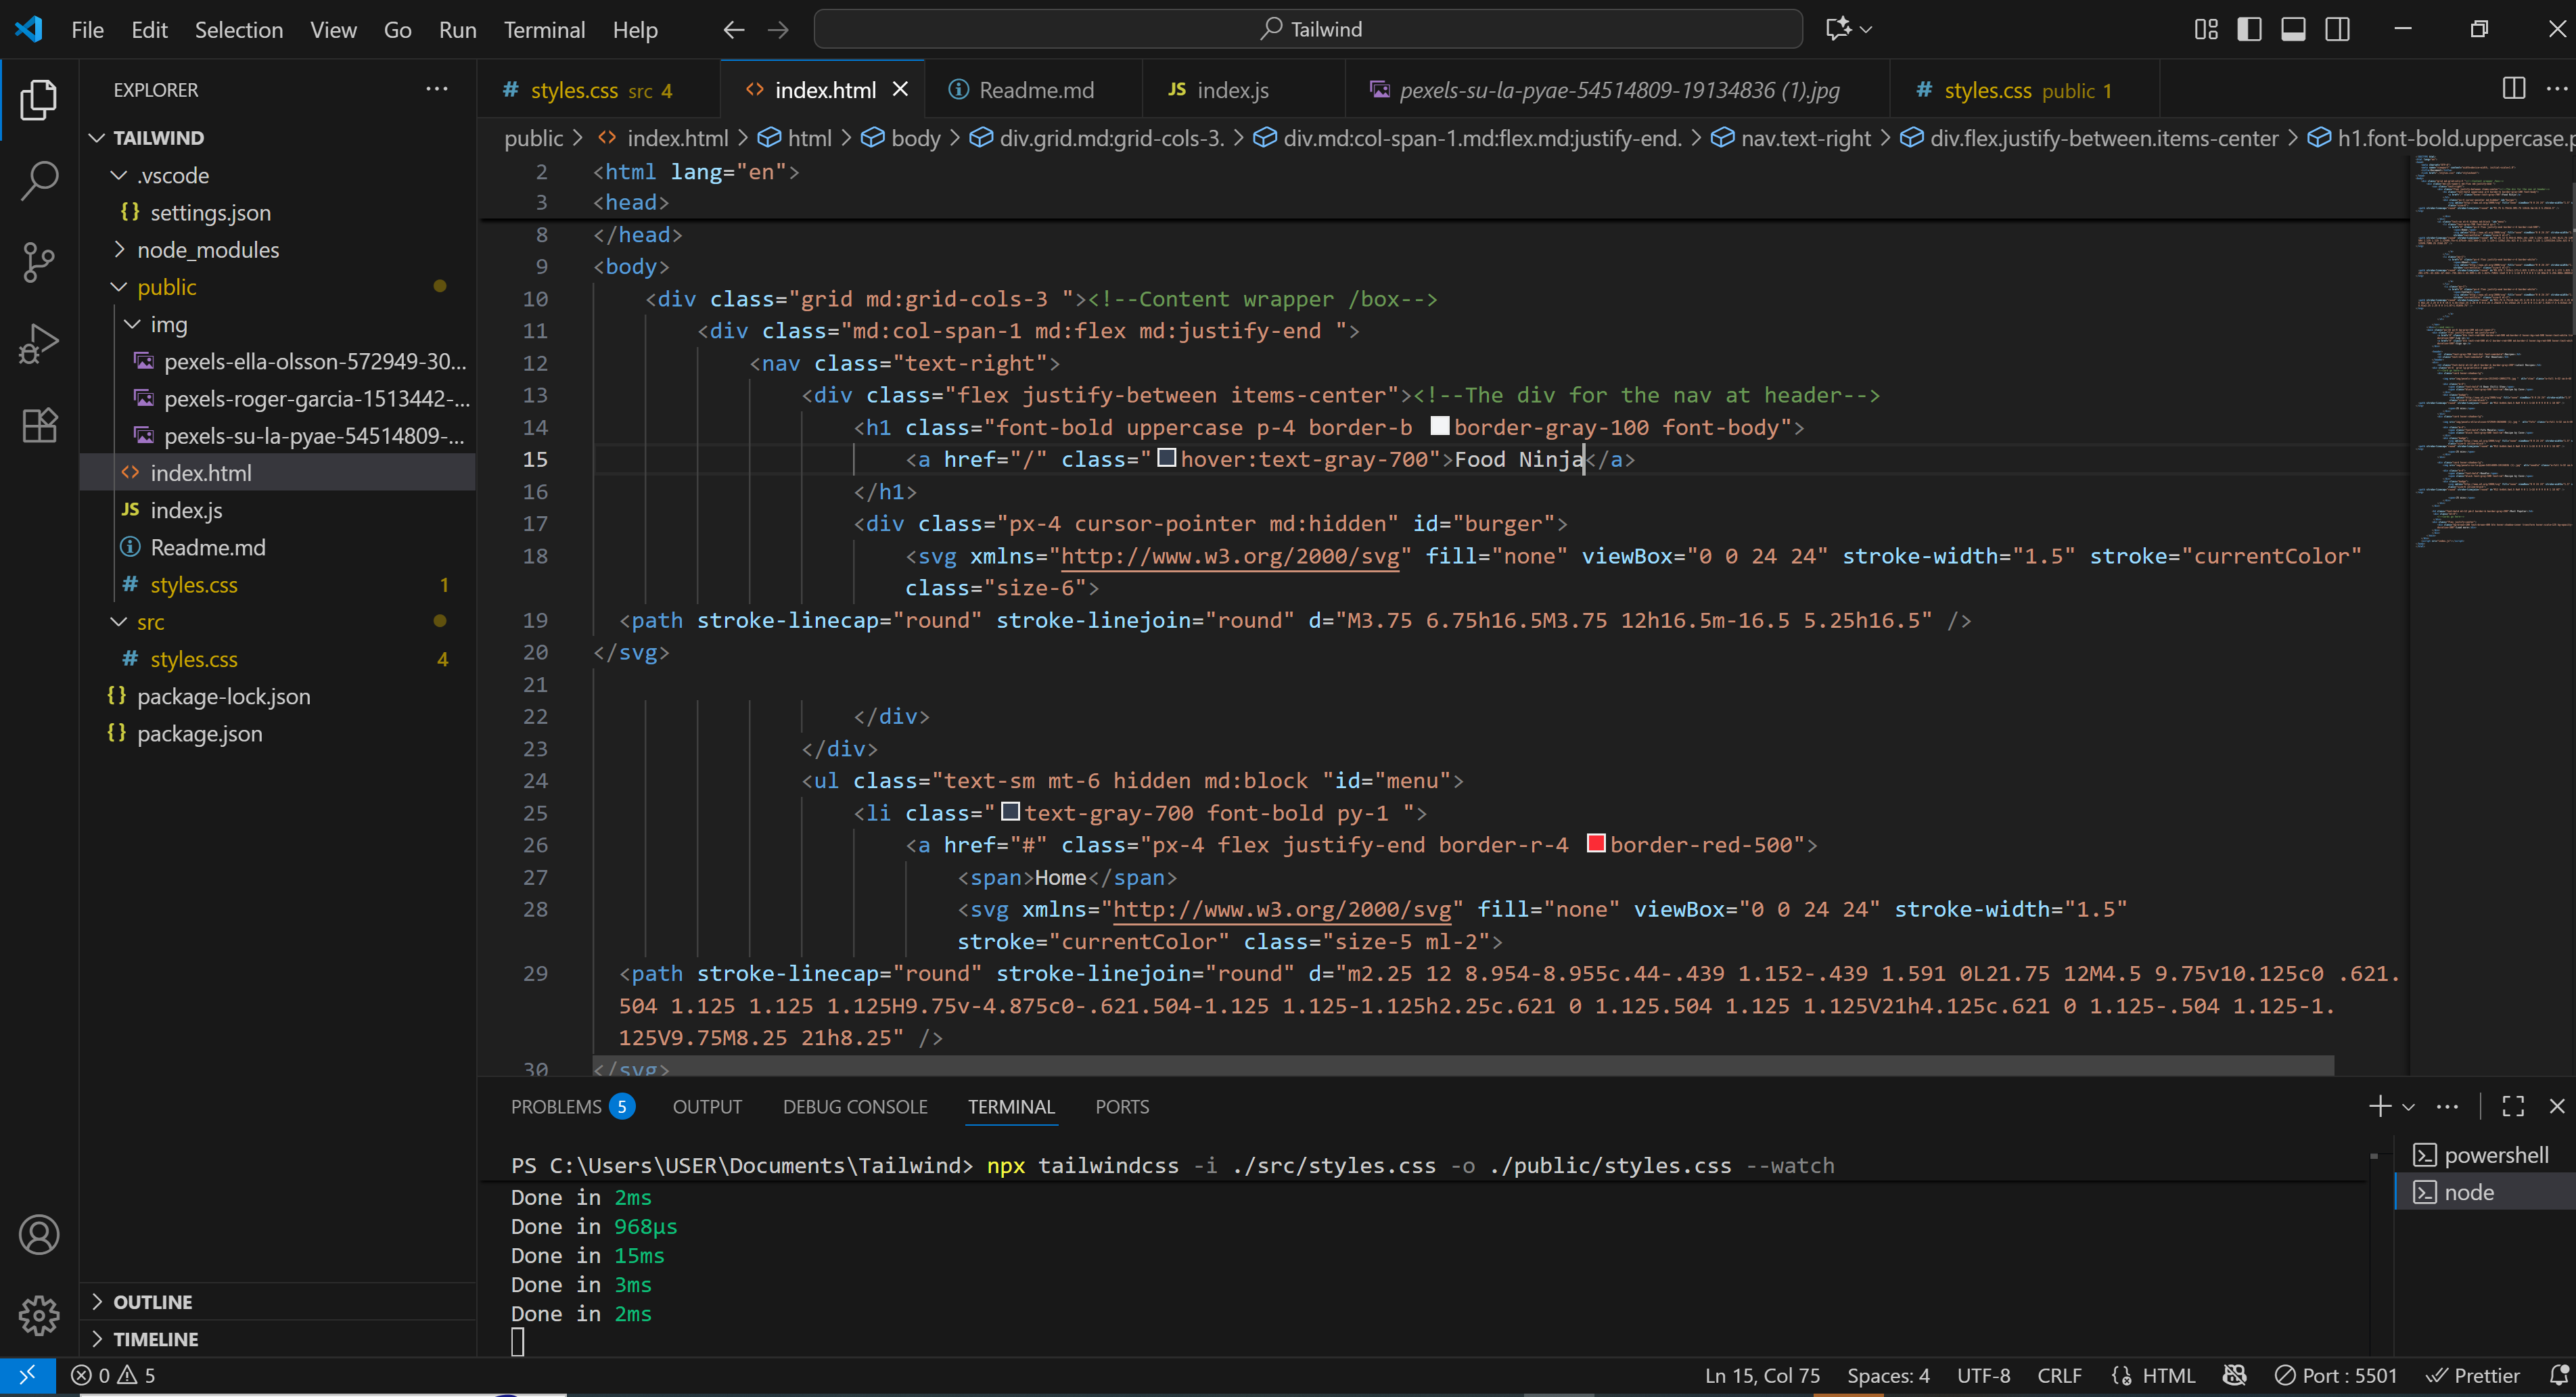 File Edit Selection View Go Run Terminal Help
Tailwind
EXPLORER
TAILWIND
.vscode
settings.json
node_modules
public
img
pexels-ella-olsson-572949-30...
pexels-roger-garcia-1513442-...
pexels-su-la-pyae-54514809-...
index.html
JS index.js
Readme.md
# styles.css 1
src
# styles.css 4
package-lock.json
package.json
OUTLINE
TIMELINE
# styles.css src 4
index.html
Readme.md
JS index.js
pexels-su-la-pyae-54514809-19134836 (1).jpg
# styles.css public 1
public > index.html > html > body > div.grid.md:grid-cols-3. > div.md:col-span-1.md:flex.md:justify-end. > nav.text-right > div.flex.justify-between.items-center > h1.font-bold.uppercase.p
2 <html lang="en">
3 <head>
8 </head>
9 <body>
10 <div class="grid md:grid-cols-3 "><!--Content wrapper /box-->
11 <div class="md:col-span-1 md:flex md:justify-end ">
12 <nav class="text-right">
13 <div class="flex justify-between items-center"><!--The div for the nav at header-->
14 <h1 class="font-bold uppercase p-4 border-b border-gray-100 font-body">
15 <a href="/" class="hover:text-gray-700">Food Ninja</a>
16 </h1>
17 <div class="px-4 cursor-pointer md:hidden" id="burger">
18 <svg xmlns="http://www.w3.org/2000/svg" fill="none" viewBox="0 0 24 24" stroke-width="1.5" stroke="currentColor"
class="size-6">
19 <path stroke-linecap="round" stroke-linejoin="round" d="M3.75 6.75h16.5M3.75 12h16.5m-16.5 5.25h16.5" />
20 </svg>
21
22 </div>
23 </div>
24 <ul class="text-sm mt-6 hidden md:block "id="menu">
25 <li class="text-gray-700 font-bold py-1 ">
26 <a href="#" class="px-4 flex justify-end border-r-4 border-red-500">
27 <span>Home</span>
28 <svg xmlns="http://www.w3.org/2000/svg" fill="none" viewBox="0 0 24 24" stroke-width="1.5"
stroke="currentColor" class="size-5 ml-2">
29 <path stroke-linecap="round" stroke-linejoin="round" d="m2.25 12 8.954-8.955c.44-.439 1.152-.439 1.591 0L21.75 12M4.5 9.75v10.125c0 .621.
504 1.125 1.125 1.125H9.75v-4.875c0-.621.504-1.125 1.125-1.125h2.25c.621 0 1.125.504 1.125 1.125V21h4.125c.621 0 1.125-.504 1.125-1.
125V9.75M8.25 21h8.25" />
30 </svg>
PROBLEMS 5 OUTPUT DEBUG CONSOLE TERMINAL PORTS
PS C:\Users\USER\Documents\Tailwind> npx tailwindcss -i ./src/styles.css -o ./public/styles.css --watch
Done in 2ms
Done in 968µs
Done in 15ms
Done in 3ms
Done in 2ms
powershell
node
0 5
Ln 15, Col 75 Spaces: 4 UTF-8 CRLF HTML Port : 5501 Prettier